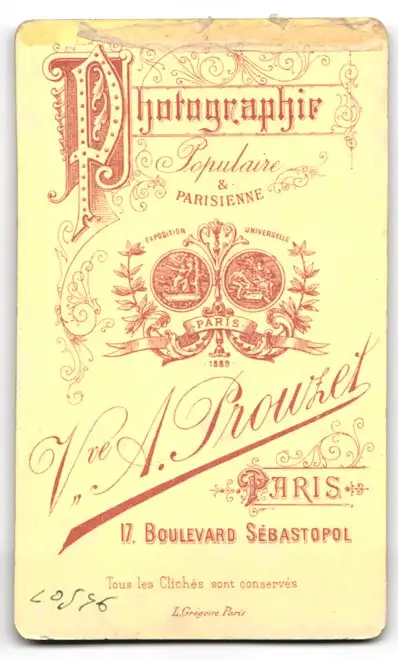 Photographie
Populaire
&
PARISIENNE
EXPOSITION UNIVERSELLE
PARIS
1889
Vve A. Prouzet
PARIS
17. BOULEVARD SÉBASTOPOL
Tous les Clichés sont conservés
L. Grégoire Paris